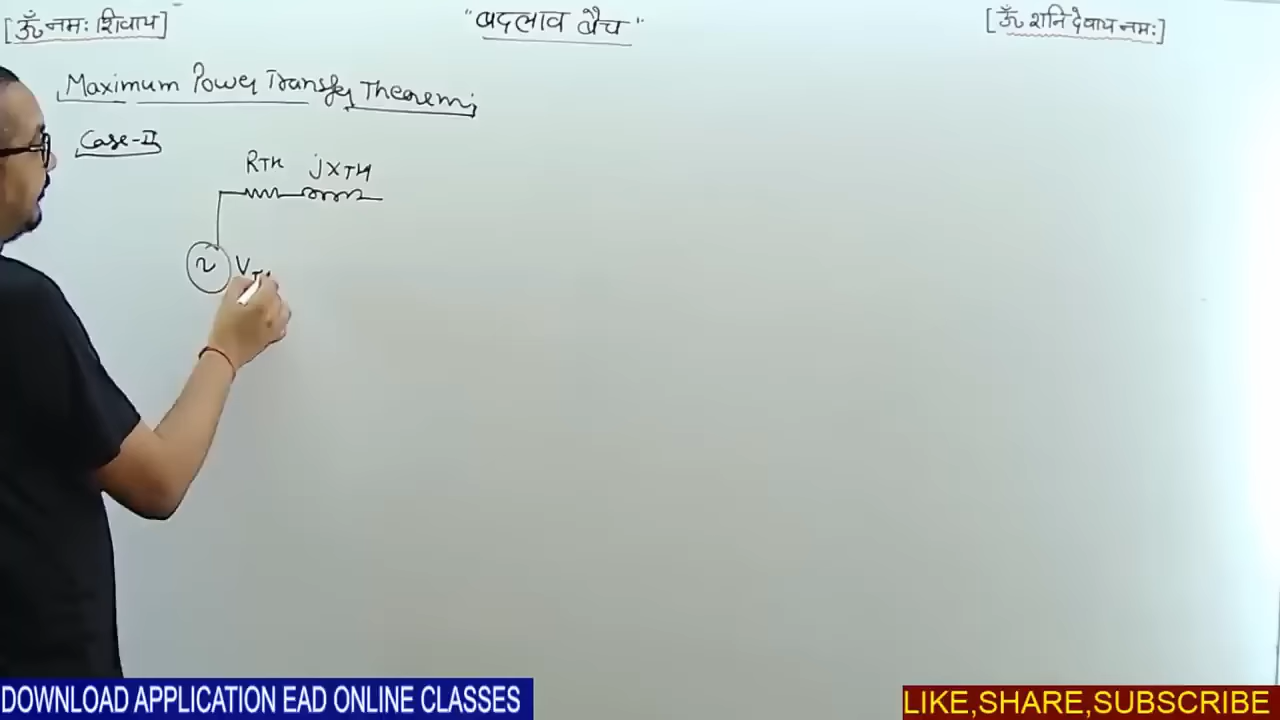 [ॐ नमः शिवाय]
"बदलाव बैच"
[ॐ शनि देवाय नमः]
Maximum Power Transfer Theorem:
Case-II
RTH jXTH
~ VTH
DOWNLOAD APPLICATION EAD ONLINE CLASSES
LIKE,SHARE,SUBSCRIBE